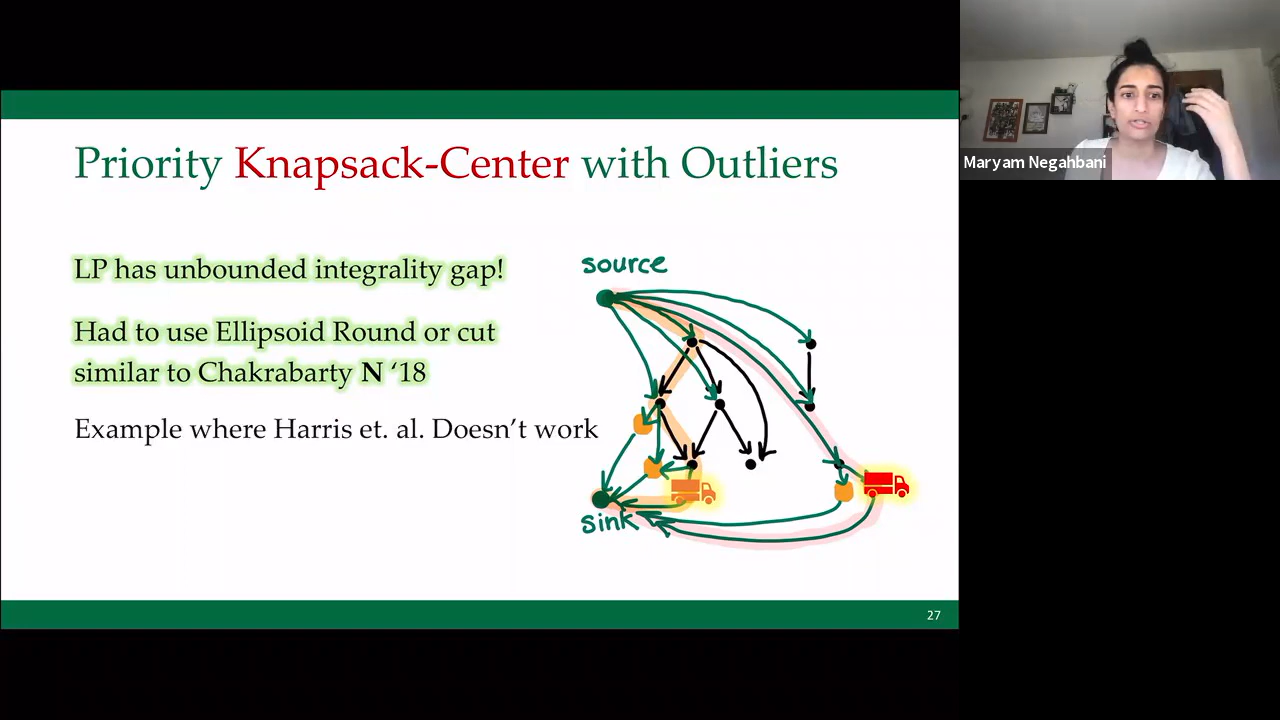 Priority Knapsack-Center with Outliers
LP has unbounded integrality gap!
Had to use Ellipsoid Round or cut
similar to Chakrabarty N ‘18
Example where Harris et. al. Doesn’t work
source
sink
27
Maryam Negahbani